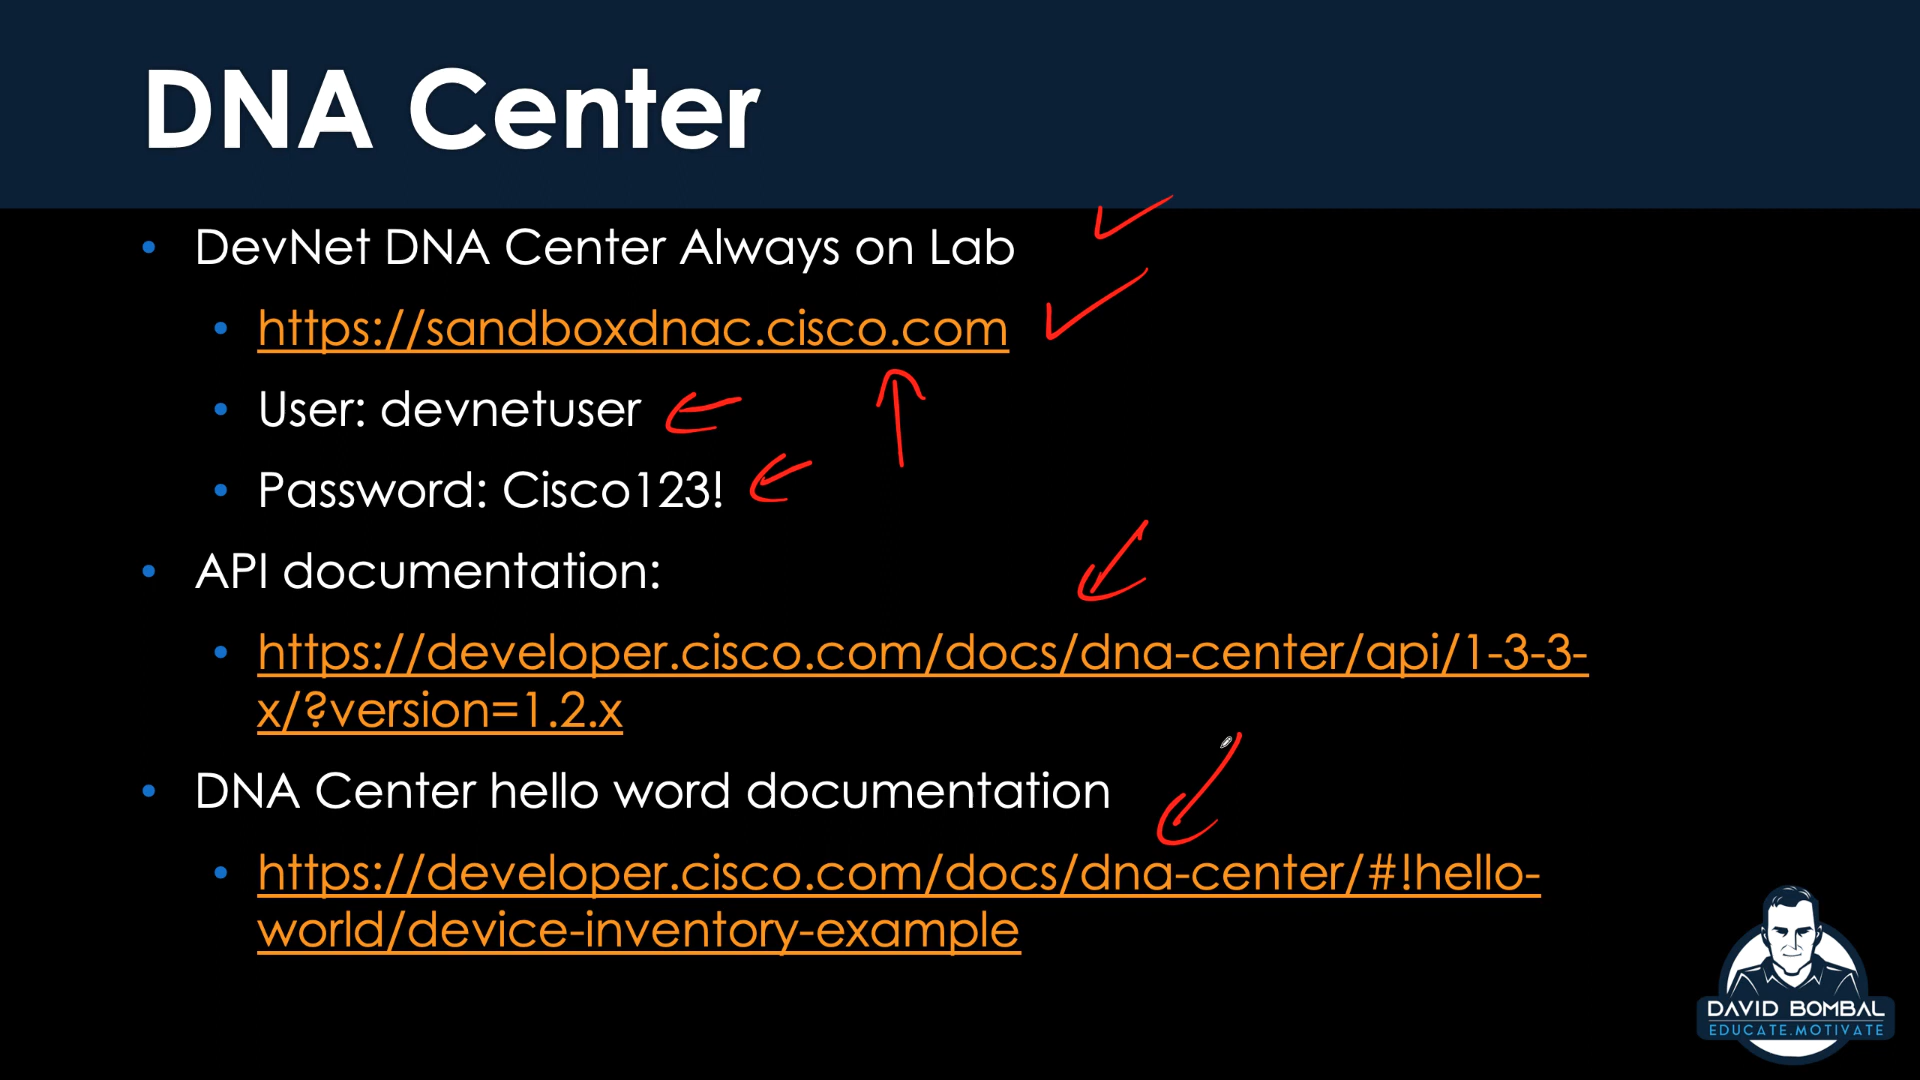 DNA Center
• DevNet DNA Center Always on Lab
• https://sandboxdnac.cisco.com
• User: devnetuser
• Password: Cisco123!
• API documentation:
• https://developer.cisco.com/docs/dna-center/api/1-3-3-
x/?version=1.2.x
• DNA Center hello word documentation
• https://developer.cisco.com/docs/dna-center/#!hello-
world/device-inventory-example
DAVID BOMBAL
EDUCATE.MOTIVATE